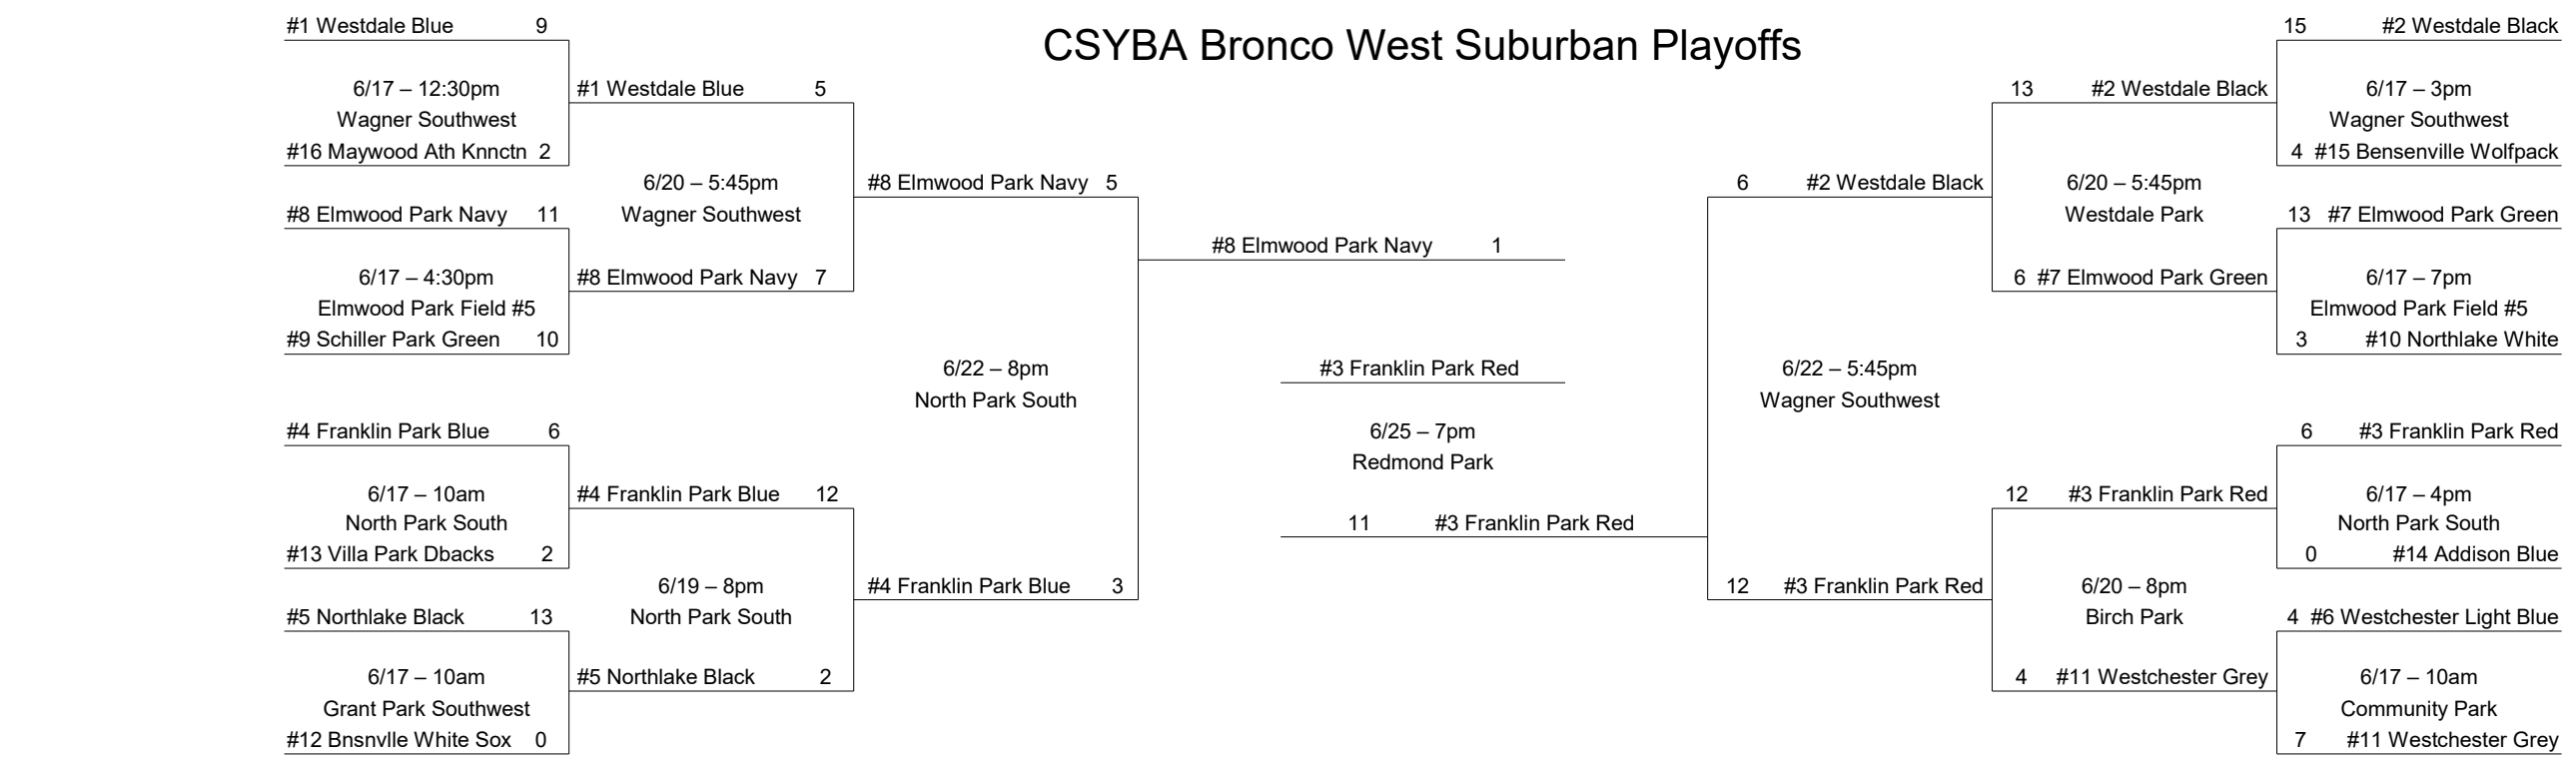 CSYBA Bronco West Suburban Playoffs
#1 Westdale Blue 9
6/17 – 12:30pm
Wagner Southwest
#16 Maywood Ath Knnctn 2
#8 Elmwood Park Navy 11
6/17 – 4:30pm
Elmwood Park Field #5
#9 Schiller Park Green 10
#4 Franklin Park Blue 6
6/17 – 10am
North Park South
#13 Villa Park Dbacks 2
#5 Northlake Black 13
6/17 – 10am
Grant Park Southwest
#12 Bnsnvlle White Sox 0
#1 Westdale Blue 5
6/20 – 5:45pm
Wagner Southwest
#8 Elmwood Park Navy 7
#4 Franklin Park Blue 12
6/19 – 8pm
North Park South
#5 Northlake Black 2
#8 Elmwood Park Navy 5
6/22 – 8pm
North Park South
#4 Franklin Park Blue 3
#8 Elmwood Park Navy 1
#3 Franklin Park Red
6/25 – 7pm
Redmond Park
11 #3 Franklin Park Red
6 #2 Westdale Black
6/22 – 5:45pm
Wagner Southwest
12 #3 Franklin Park Red
13 #2 Westdale Black
6/20 – 5:45pm
Westdale Park
6 #7 Elmwood Park Green
12 #3 Franklin Park Red
6/20 – 8pm
Birch Park
4 #11 Westchester Grey
15 #2 Westdale Black
6/17 – 3pm
Wagner Southwest
4 #15 Bensenville Wolfpack
13 #7 Elmwood Park Green
6/17 – 7pm
Elmwood Park Field #5
3 #10 Northlake White
6 #3 Franklin Park Red
6/17 – 4pm
North Park South
0 #14 Addison Blue
4 #6 Westchester Light Blue
6/17 – 10am
Community Park
7 #11 Westchester Grey